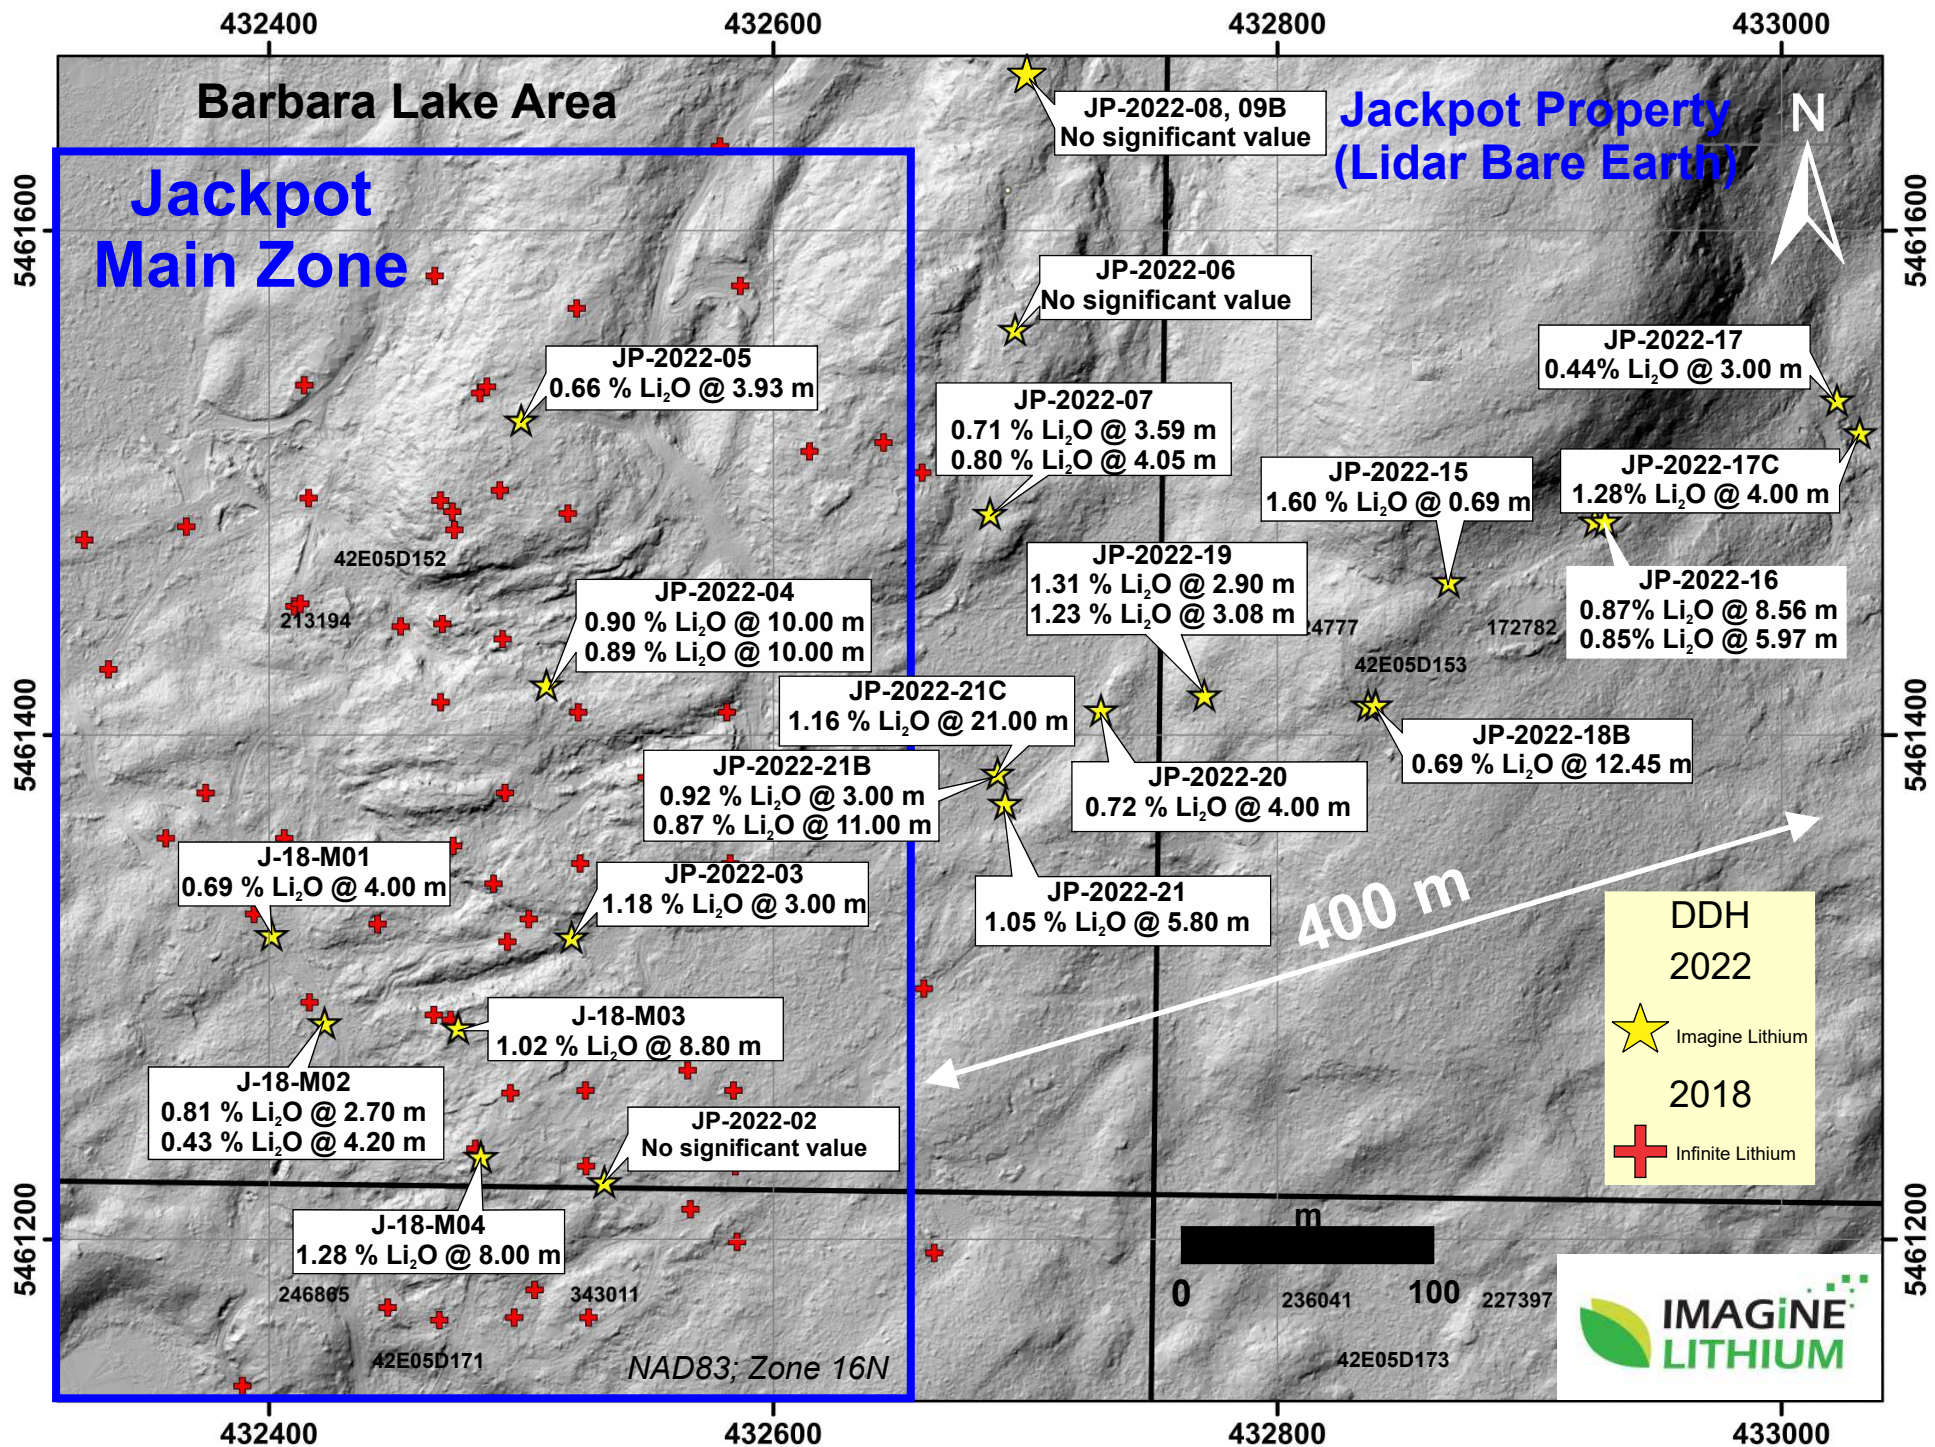 432400
432600
432800
433000
Barbara Lake Area
Jackpot Property
(Lidar Bare Earth)
N
JP-2022-08, 09B
No significant value
Jackpot
Main Zone
5461600
5461600
JP-2022-06
No significant value
JP-2022-05
0.66 % Li₂O @ 3.93 m
JP-2022-17
0.44% Li₂O @ 3.00 m
JP-2022-07
0.71 % Li₂O @ 3.59 m
0.80 % Li₂O @ 4.05 m
JP-2022-15
1.60 % Li₂O @ 0.69 m
JP-2022-17C
1.28% Li₂O @ 4.00 m
42E05D152
JP-2022-19
1.31 % Li₂O @ 2.90 m
1.23 % Li₂O @ 3.08 m
JP-2022-16
0.87% Li₂O @ 8.56 m
0.85% Li₂O @ 5.97 m
JP-2022-04
0.90 % Li₂O @ 10.00 m
0.89 % Li₂O @ 10.00 m
213194
24777
172782
42E05D153
JP-2022-21C
1.16 % Li₂O @ 21.00 m
5461400
5461400
JP-2022-18B
0.69 % Li₂O @ 12.45 m
JP-2022-21B
0.92 % Li₂O @ 3.00 m
0.87 % Li₂O @ 11.00 m
JP-2022-20
0.72 % Li₂O @ 4.00 m
J-18-M01
0.69 % Li₂O @ 4.00 m
JP-2022-03
1.18 % Li₂O @ 3.00 m
JP-2022-21
1.05 % Li₂O @ 5.80 m
400 m
DDH
2022
Imagine Lithium
2018
Infinite Lithium
J-18-M03
1.02 % Li₂O @ 8.80 m
J-18-M02
0.81 % Li₂O @ 2.70 m
0.43 % Li₂O @ 4.20 m
JP-2022-02
No significant value
5461200
5461200
J-18-M04
1.28 % Li₂O @ 8.00 m
m
0
100
246865
343011
236041
227397
42E05D171
NAD83; Zone 16N
42E05D173
IMAGiNE
LITHIUM
432400
432600
432800
433000